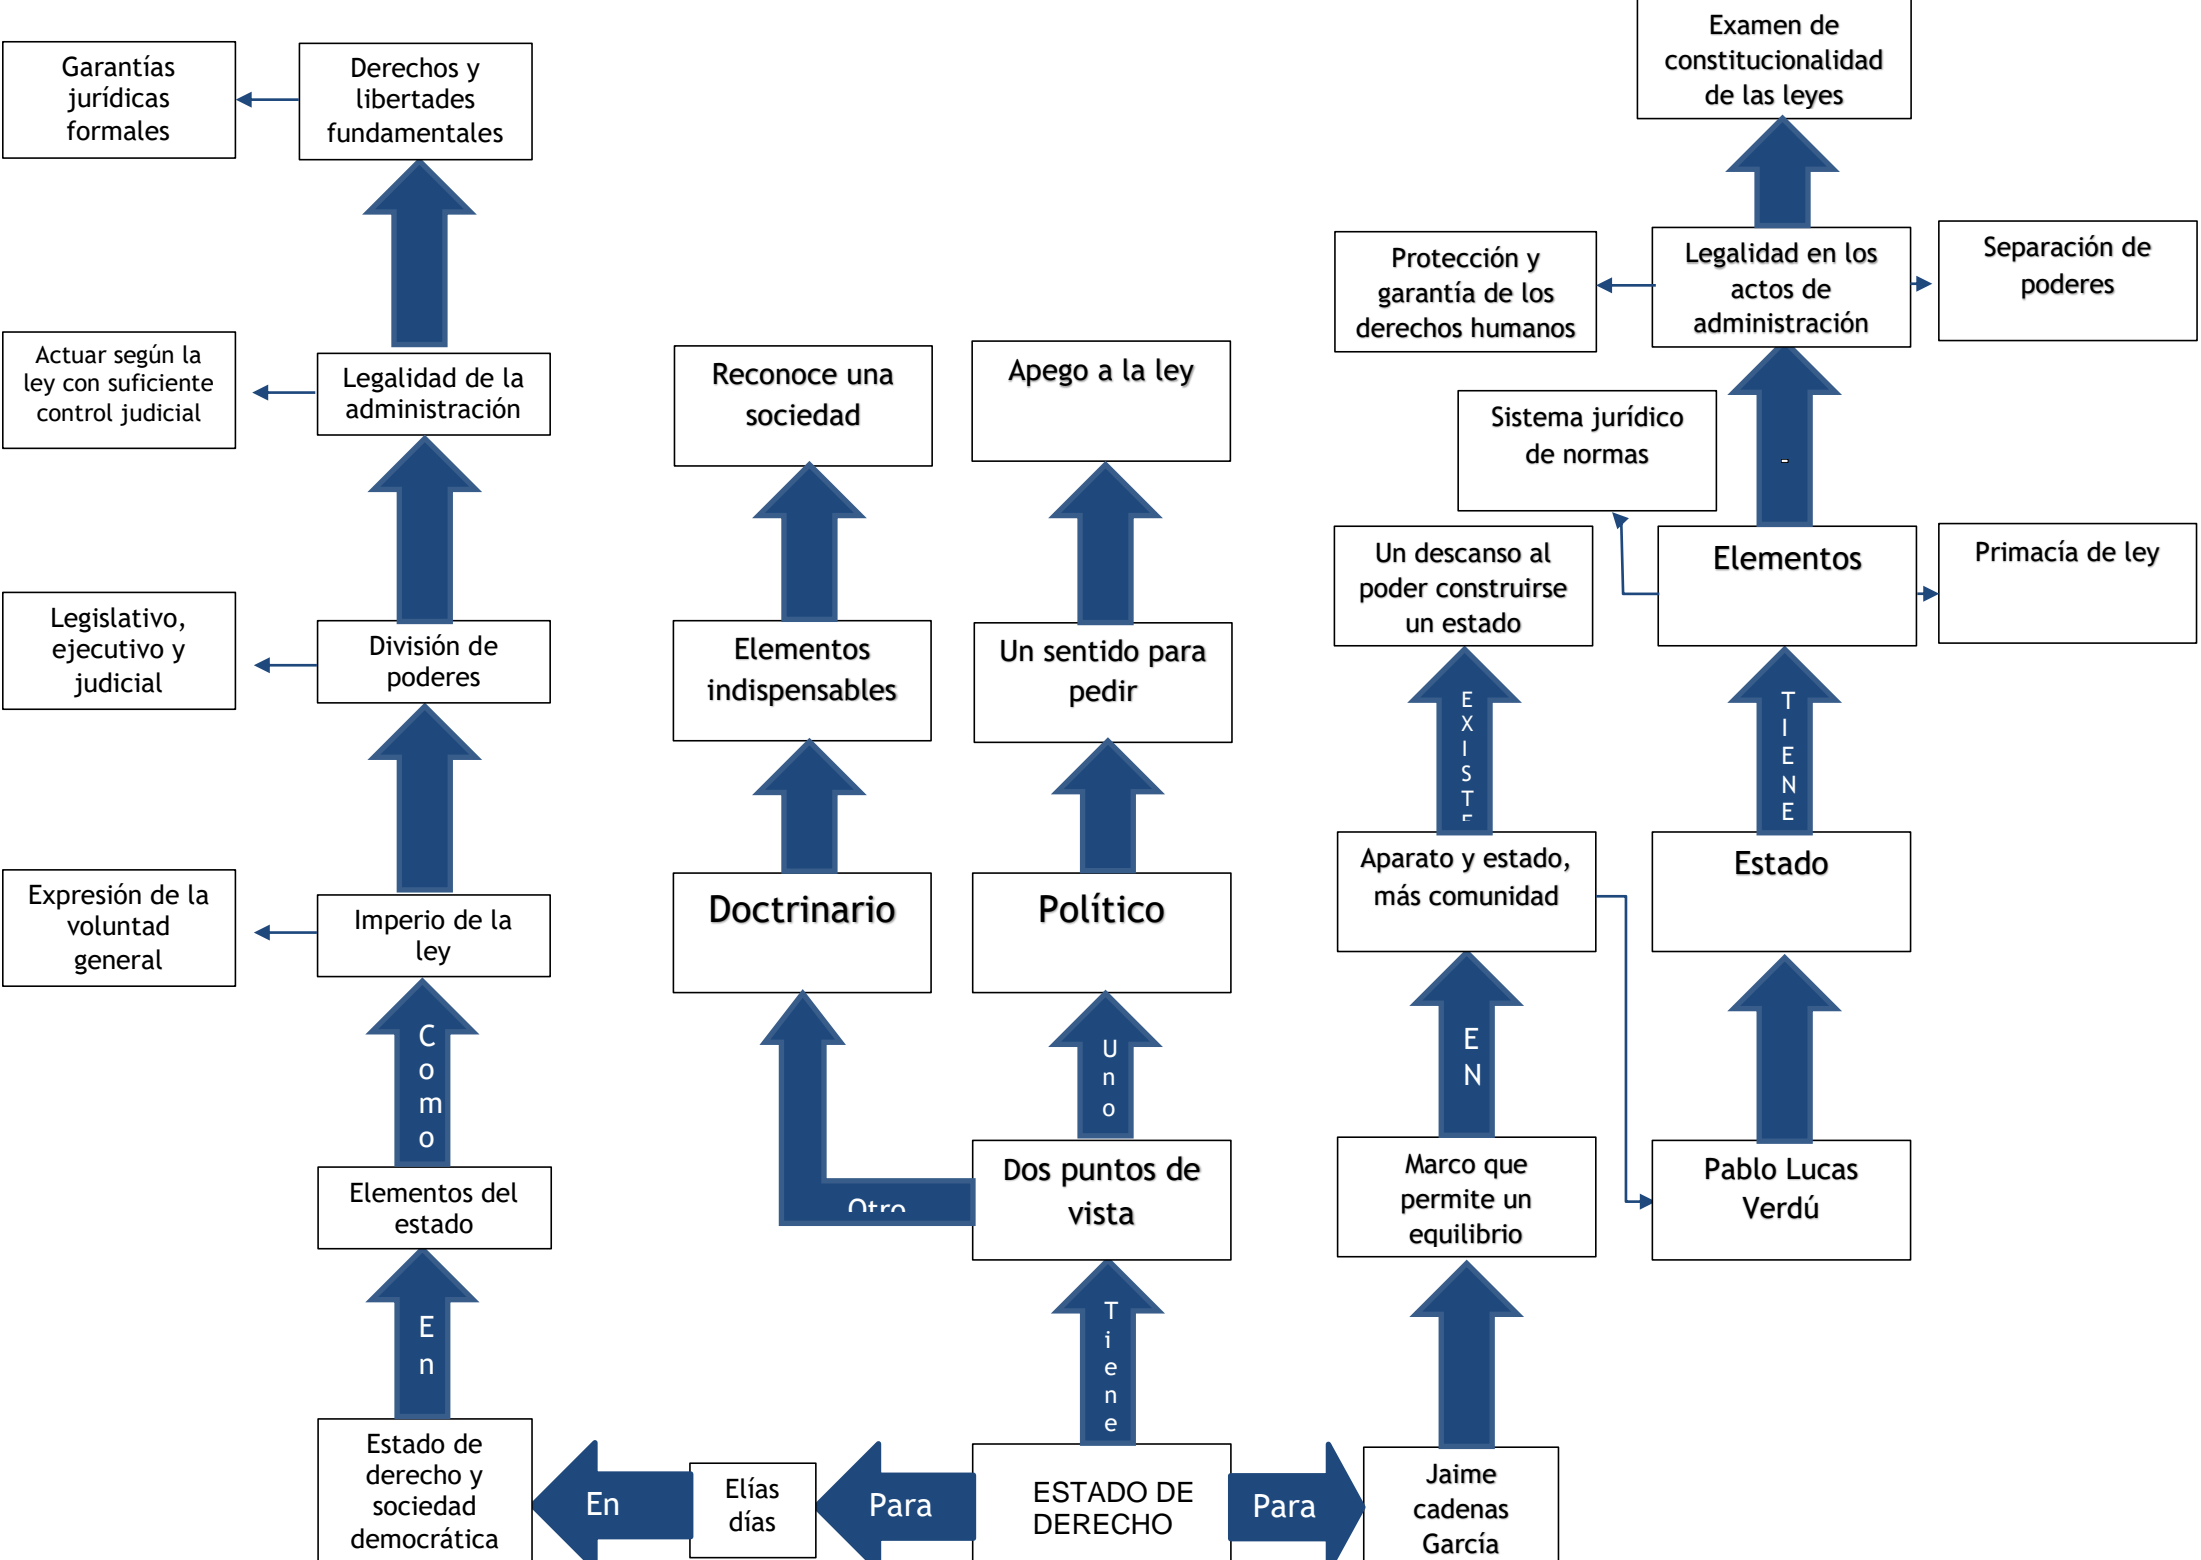 Examen de
constitucionalidad
de las leyes
Garantías
jurídicas
formales
Derechos y
libertades
fundamentales
Protección y
garantía de los
derechos humanos
Legalidad en los
actos de
administración
Separación de
poderes
Actuar según la
ley con suficiente
control judicial
Legalidad de la
administración
Reconoce una
sociedad
Apego a la ley
Sistema jurídico
de normas
-
Legislativo,
ejecutivo y
judicial
División de
poderes
Elementos
indispensables
Un sentido para
pedir
Un descanso al
poder construirse
un estado
Elementos
Primacía de ley
E
X
I
S
T
E
T
I
E
N
E
Expresión de la
voluntad
general
Imperio de la
ley
Doctrinario
Político
Aparato y estado,
más comunidad
Estado
C
o
m
o
U
n
o
E
N
Elementos del
estado
Otro
Dos puntos de
vista
Marco que
permite un
equilibrio
Pablo Lucas
Verdú
E
n
T
i
e
n
e
Estado de
derecho y
sociedad
democrática
En
Elías
días
Para
ESTADO DE
DERECHO
Para
Jaime
cadenas
García